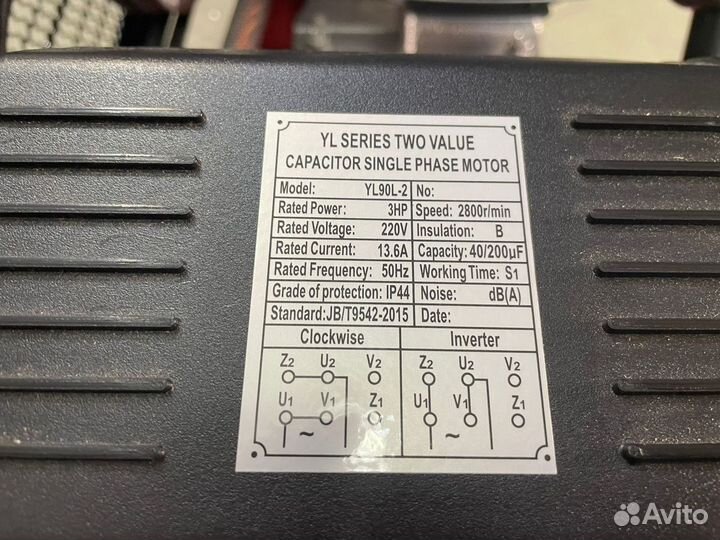 YL SERIES TWO VALUE
CAPACITOR SINGLE PHASE MOTOR
Model: YL90L-2 No:
Rated Power: 3HP Speed: 2800r/min
Rated Voltage: 220V Insulation: B
Rated Current: 13.6A Capacity: 40/200µF
Rated Frequency: 50Hz Working Time: S1
Grade of protection: IP44 Noise: dB(A)
Standard:JB/T9542-2015 Date:
Clockwise Inverter
Z2 U2 V2 Z2 U2 V2
U1 V1 Z1 U1 V1 Z1
~ ~
Avito